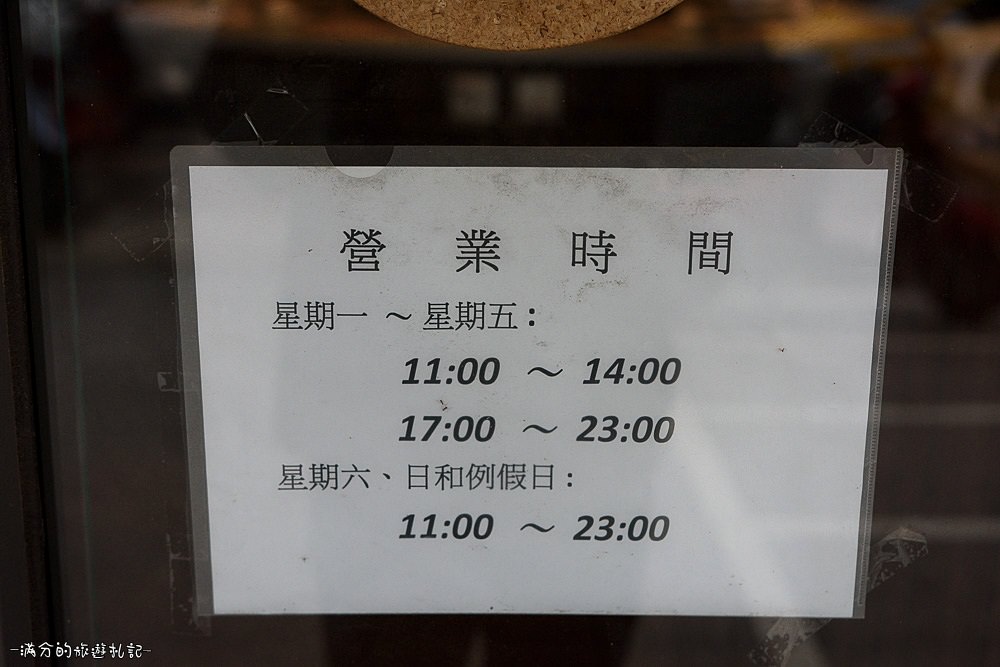 營 業 時 間
星期一 ～ 星期五：
11:00 ～ 14:00
17:00 ～ 23:00
星期六、日和例假日：
11:00 ～ 23:00
-滿分的旅遊札記-